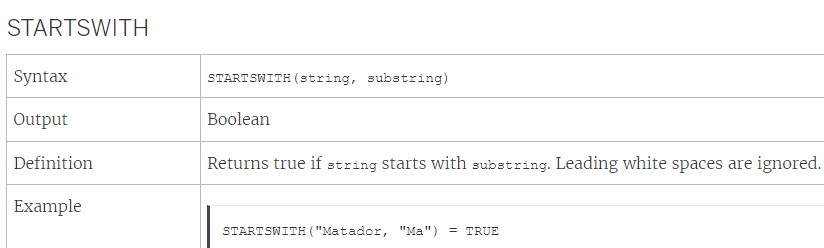 STARTSWITH
Syntax STARTSWITH(string, substring)
Output Boolean
Definition Returns true if string starts with substring. Leading white spaces are ignored.
Example
STARTSWITH("Matador, "Ma") = TRUE